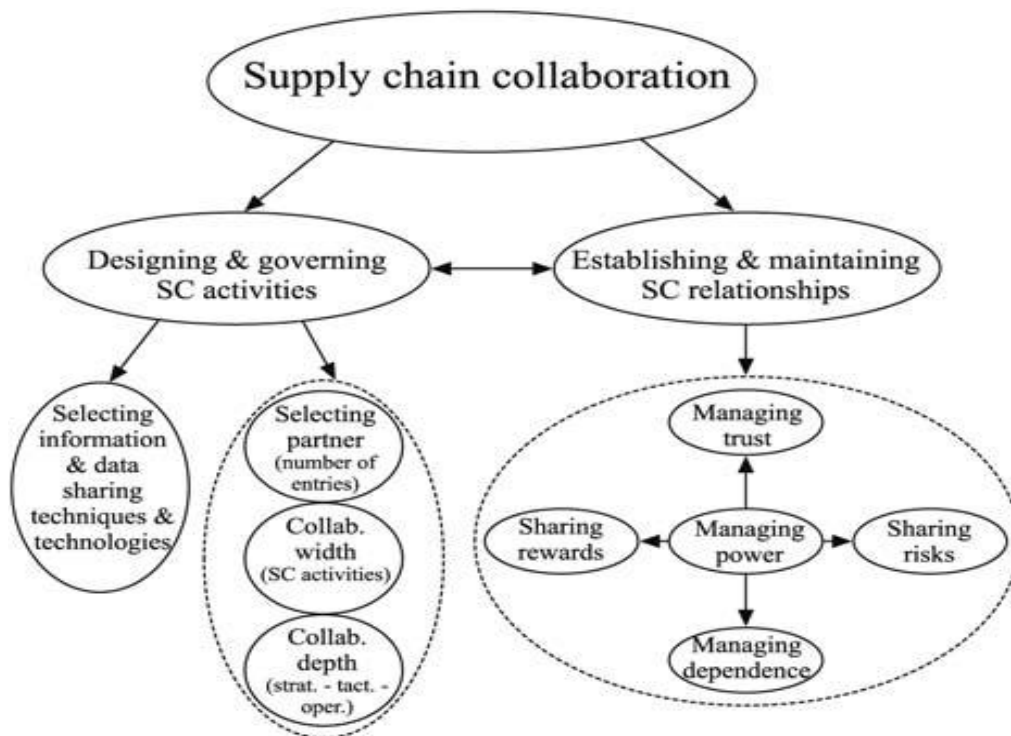 Supply chain collaboration
Designing & governing
SC activities
Establishing & maintaining
SC relationships
Selecting
information
& data
sharing
techniques &
technologies
Selecting
partner
(number of
entries)
Collab.
width
(SC activities)
Collab.
depth
(strat. - tact. -
oper.)
Managing
trust
Sharing
rewards
Managing
power
Sharing
risks
Managing
dependence